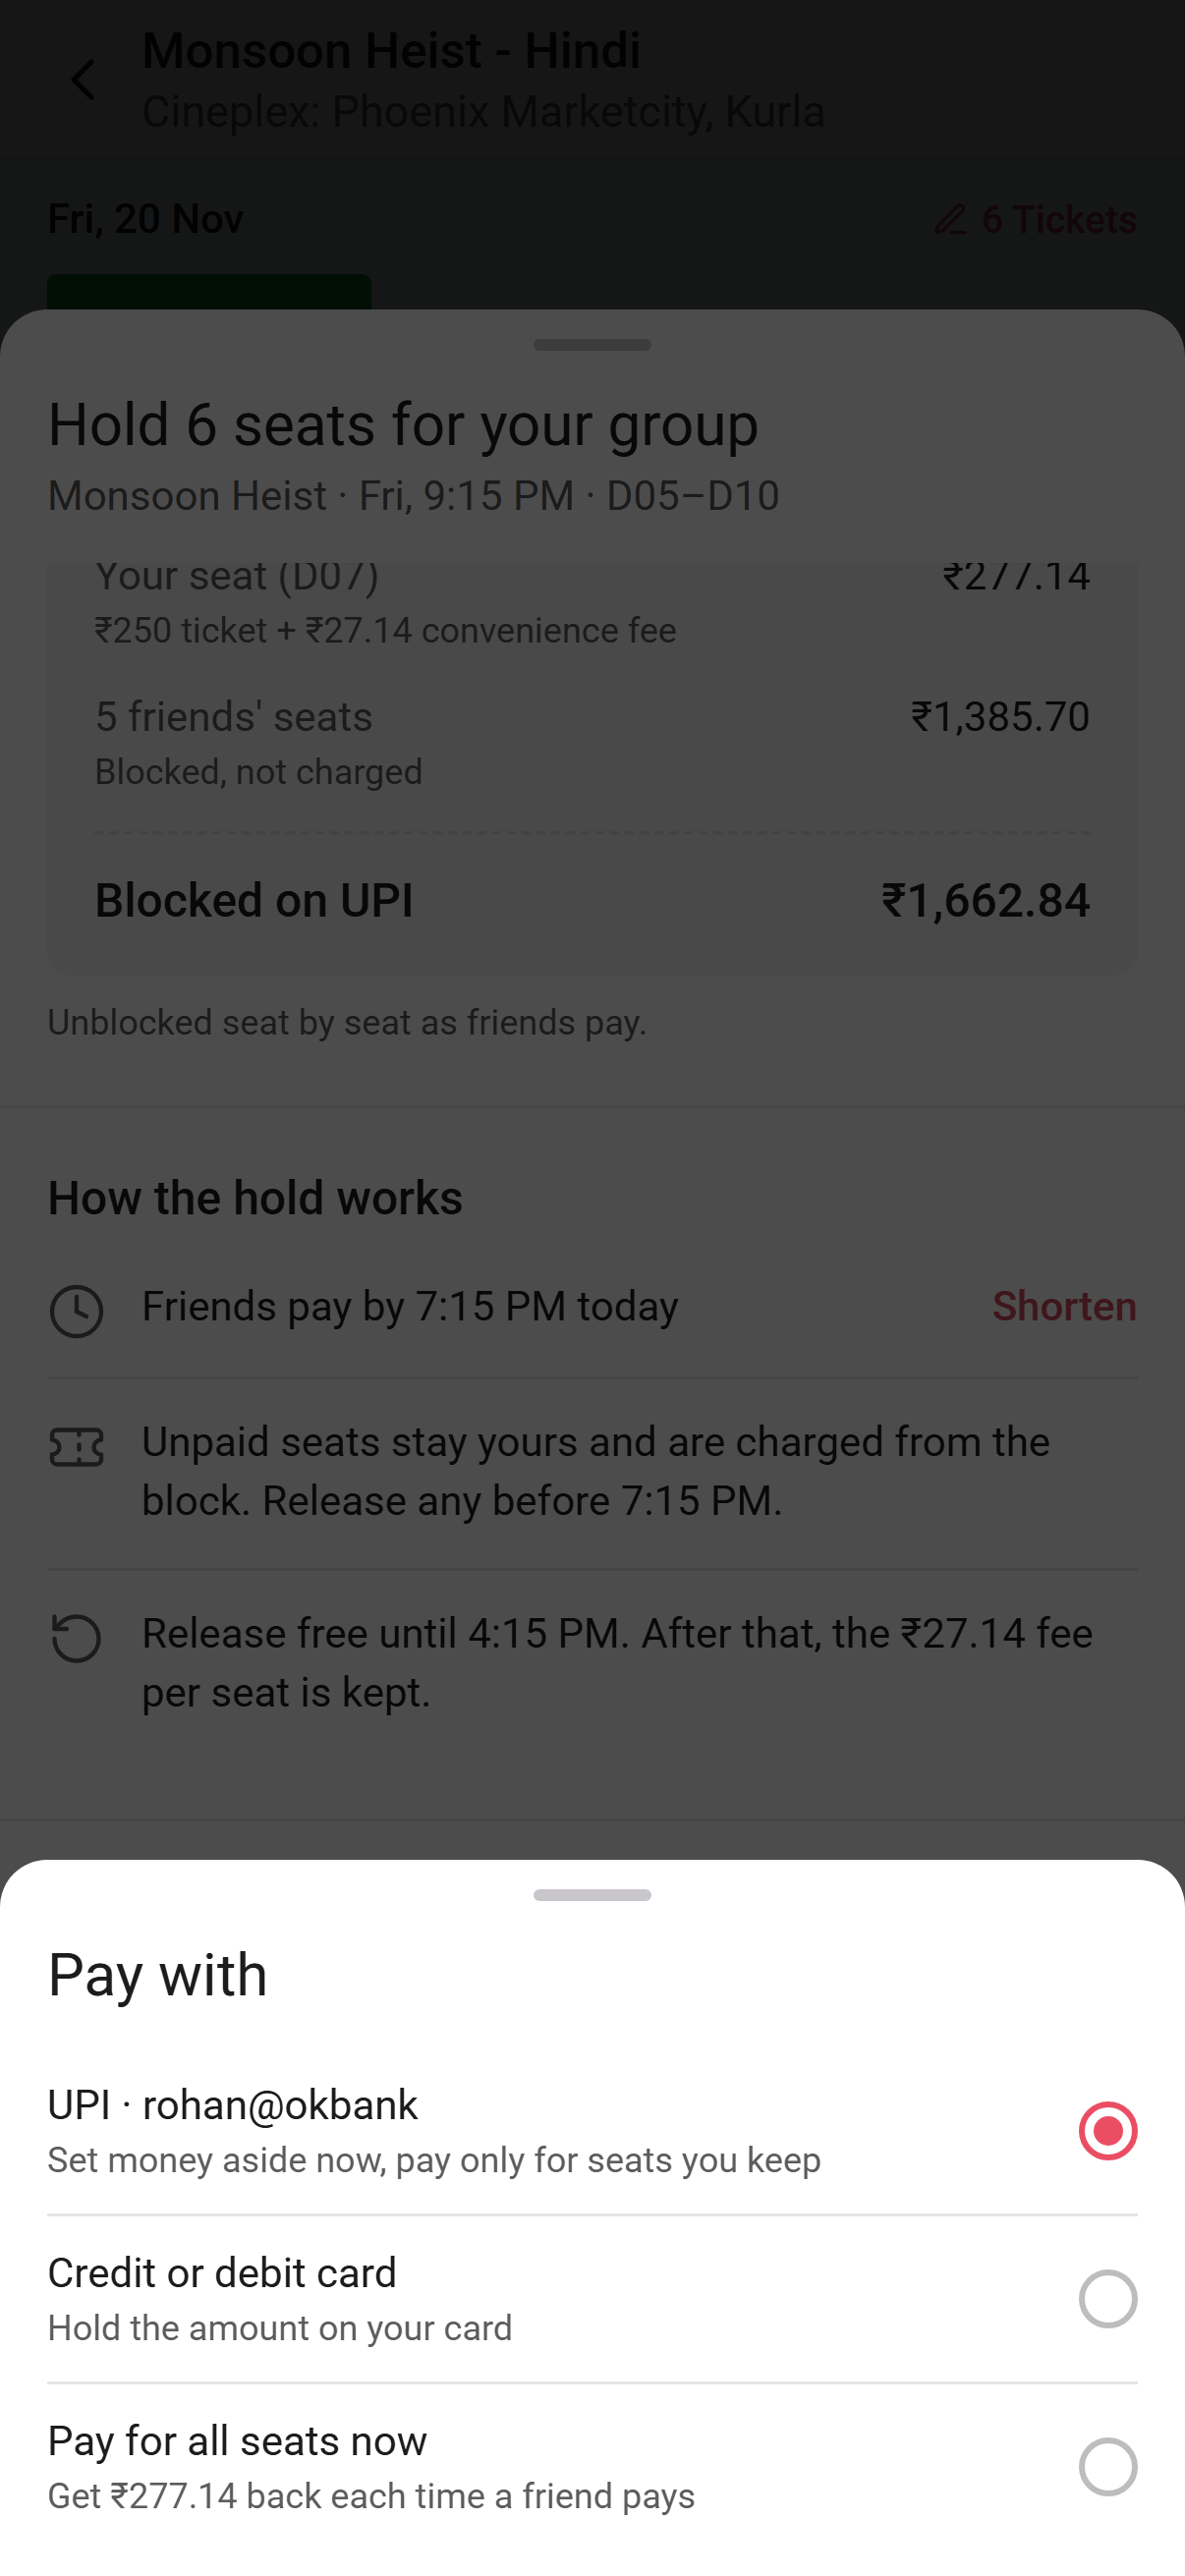 Monsoon Heist - Hindi
Cineplex: Phoenix Marketcity, Kurla
Fri, 20 Nov
6 Tickets
Hold 6 seats for your group
Monsoon Heist · Fri, 9:15 PM · D05–D10
Your seat (D07) ₹277.14
₹250 ticket + ₹27.14 convenience fee
5 friends' seats ₹1,385.70
Blocked, not charged
Blocked on UPI ₹1,662.84
Unblocked seat by seat as friends pay.
How the hold works
Friends pay by 7:15 PM today Shorten
Unpaid seats stay yours and are charged from the
block. Release any before 7:15 PM.
Release free until 4:15 PM. After that, the ₹27.14 fee
per seat is kept.
Pay with
UPI · rohan@okbank
Set money aside now, pay only for seats you keep
Credit or debit card
Hold the amount on your card
Pay for all seats now
Get ₹277.14 back each time a friend pays